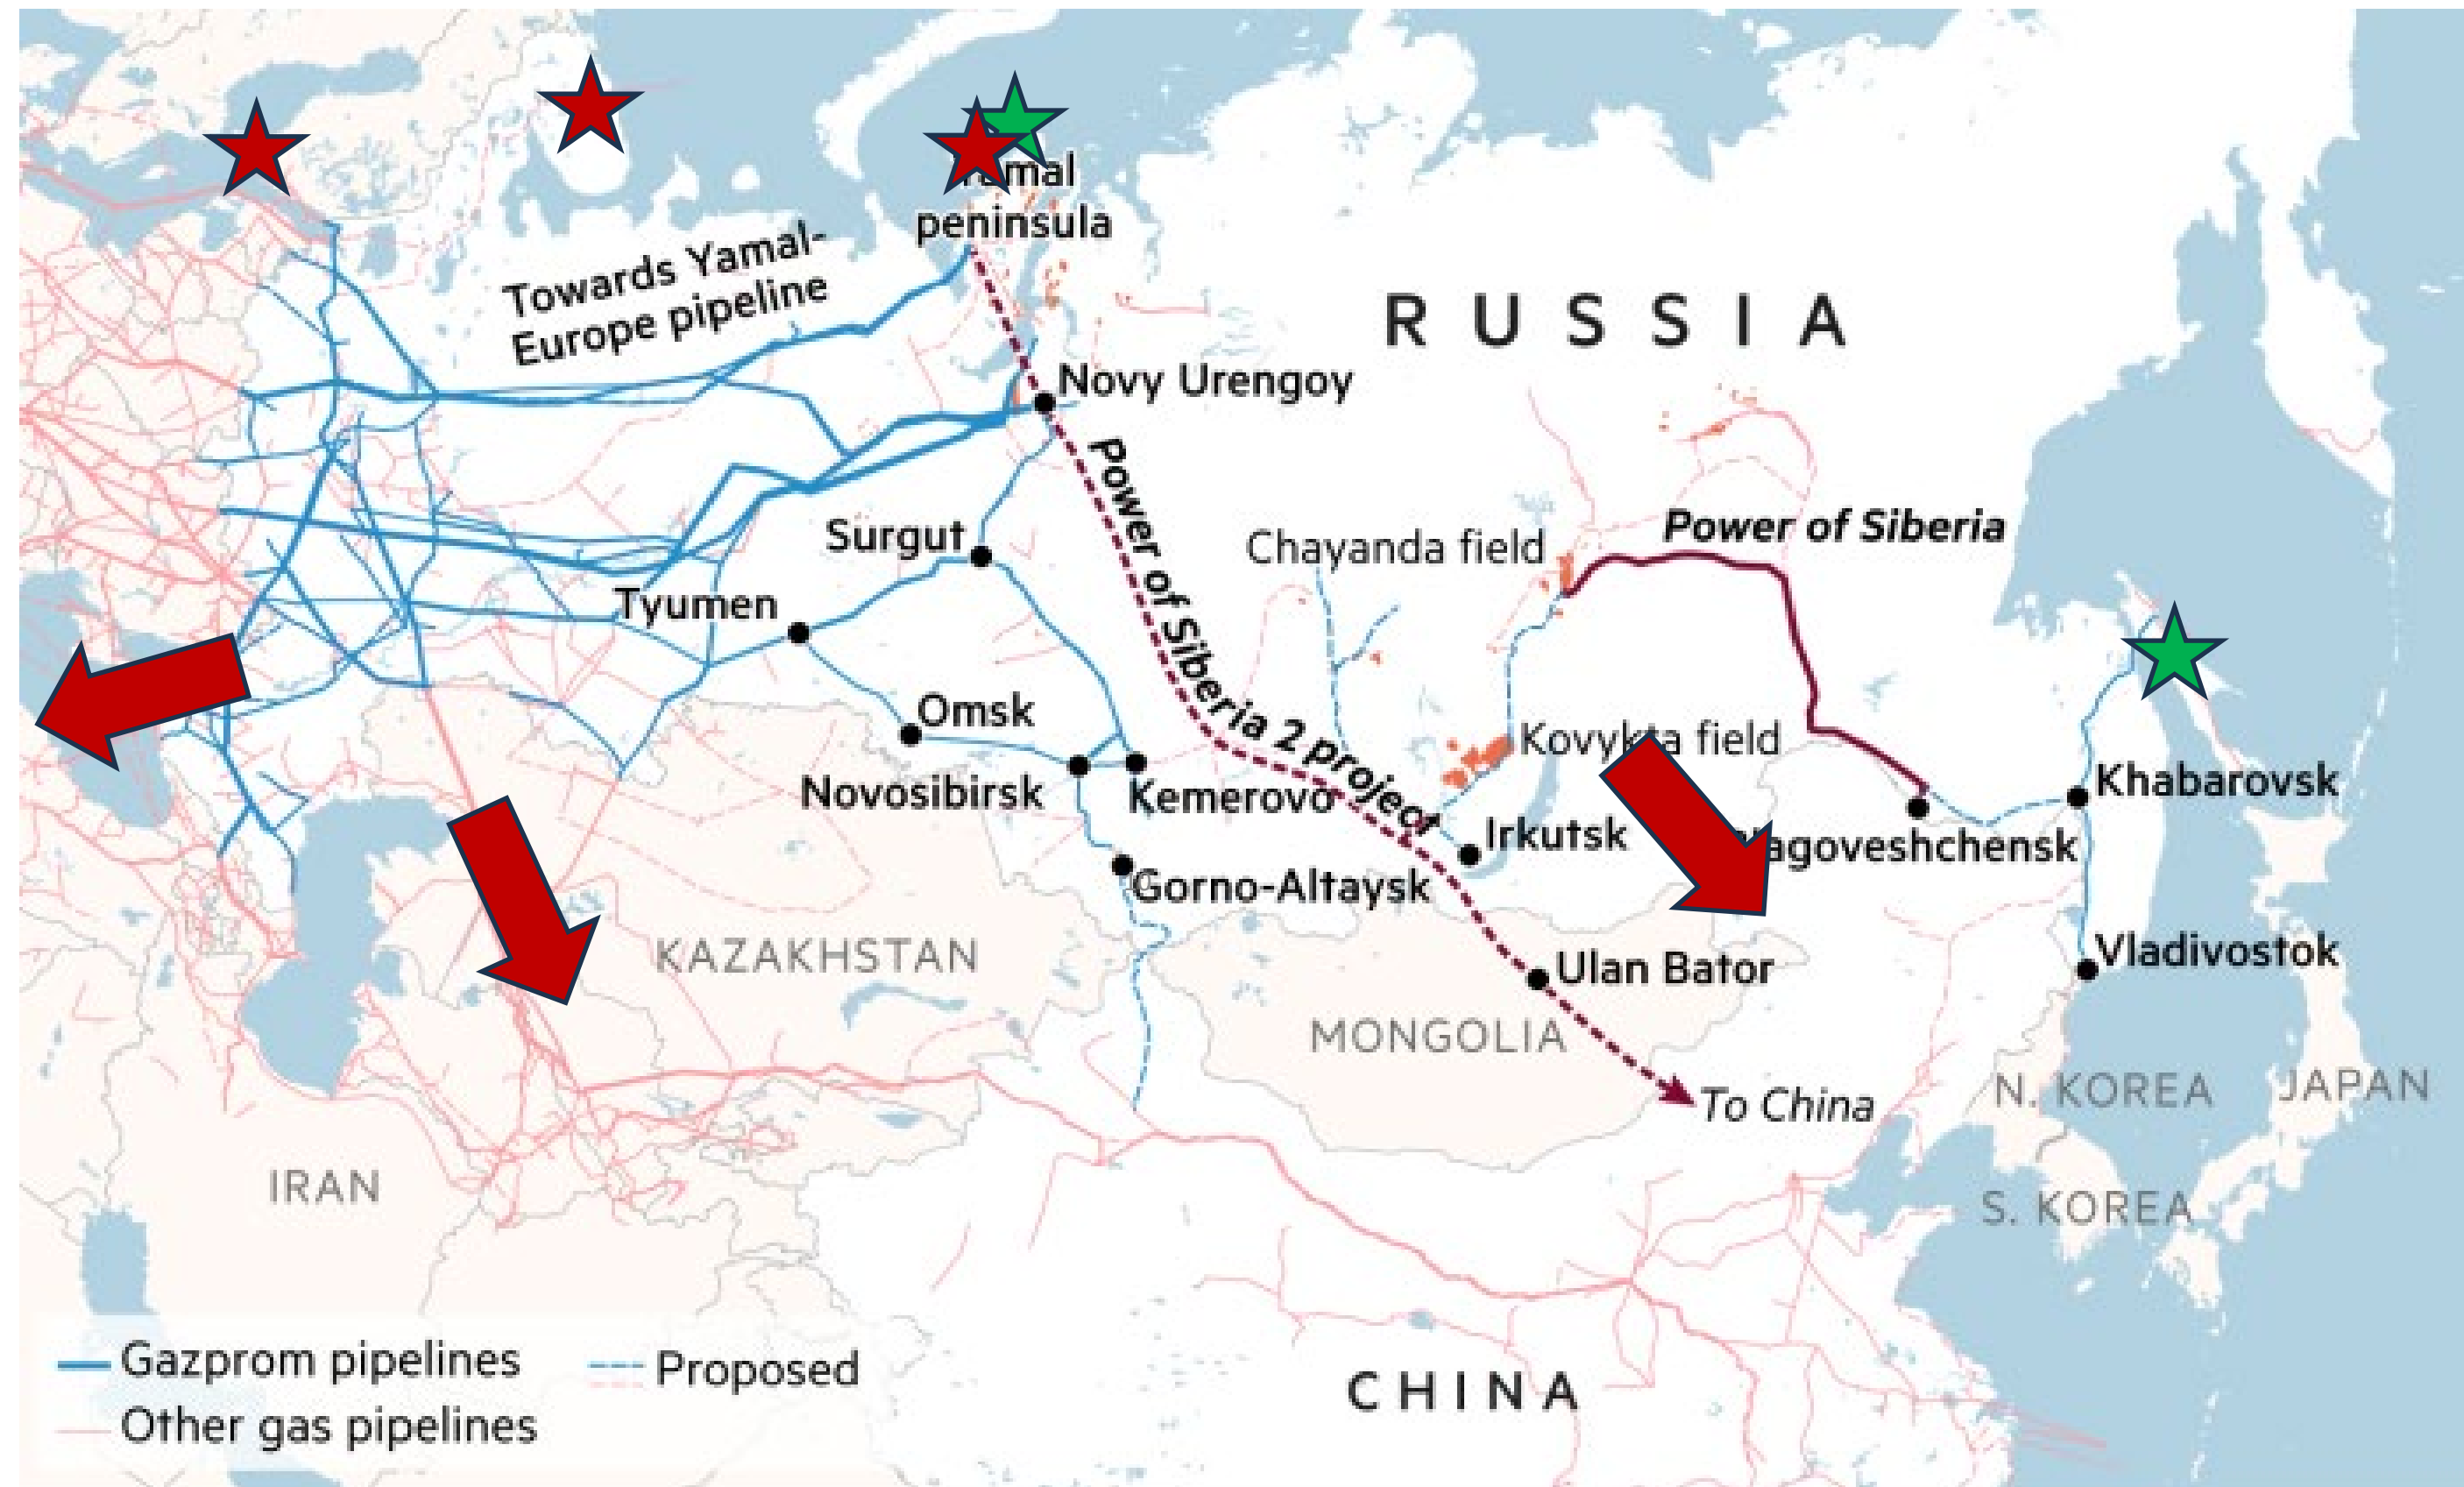 peninsula
Towards Yamal-
Europe pipeline
RUSSIA
Novy Urengoy
Power of Siberia 2 project
Surgut
Chayanda field
Power of Siberia
Tyumen
Omsk
Kovykta field
Novosibirsk
Kemerovo
Khabarovsk
Irkutsk
agoveshchensk
Gorno-Altaysk
KAZAKHSTAN
Ulan Bator
Vladivostok
MONGOLIA
To China
N. KOREA
JAPAN
IRAN
S. KOREA
Gazprom pipelines
Proposed
Other gas pipelines
CHINA